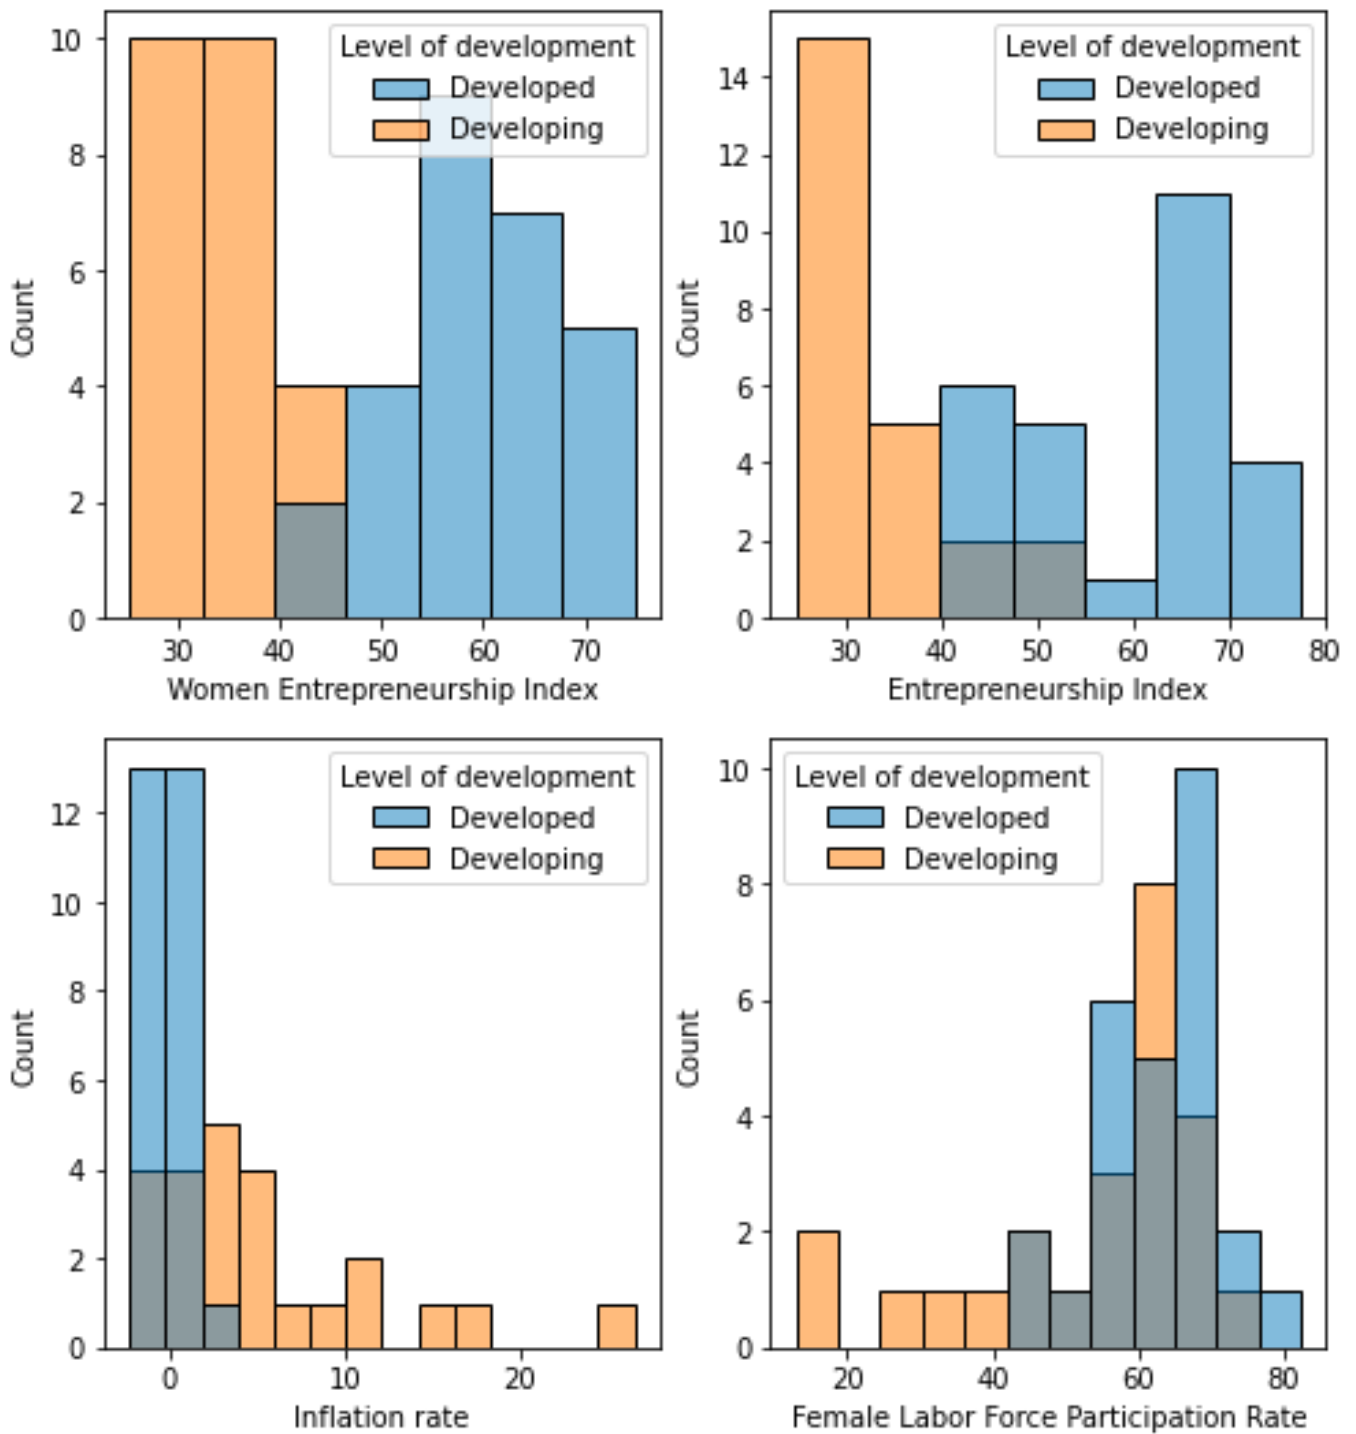 Level of development
Developed
Developing
10
8
6
4
2
0
Count
30 40 50 60 70
Women Entrepreneurship Index
Level of development
Developed
Developing
14
12
10
8
6
4
2
0
Count
30 40 50 60 70 80
Entrepreneurship Index
Level of development
Developed
Developing
12
10
8
6
4
2
0
Count
0 10 20
Inflation rate
Level of development
Developed
Developing
10
8
6
4
2
0
Count
20 40 60 80
Female Labor Force Participation Rate